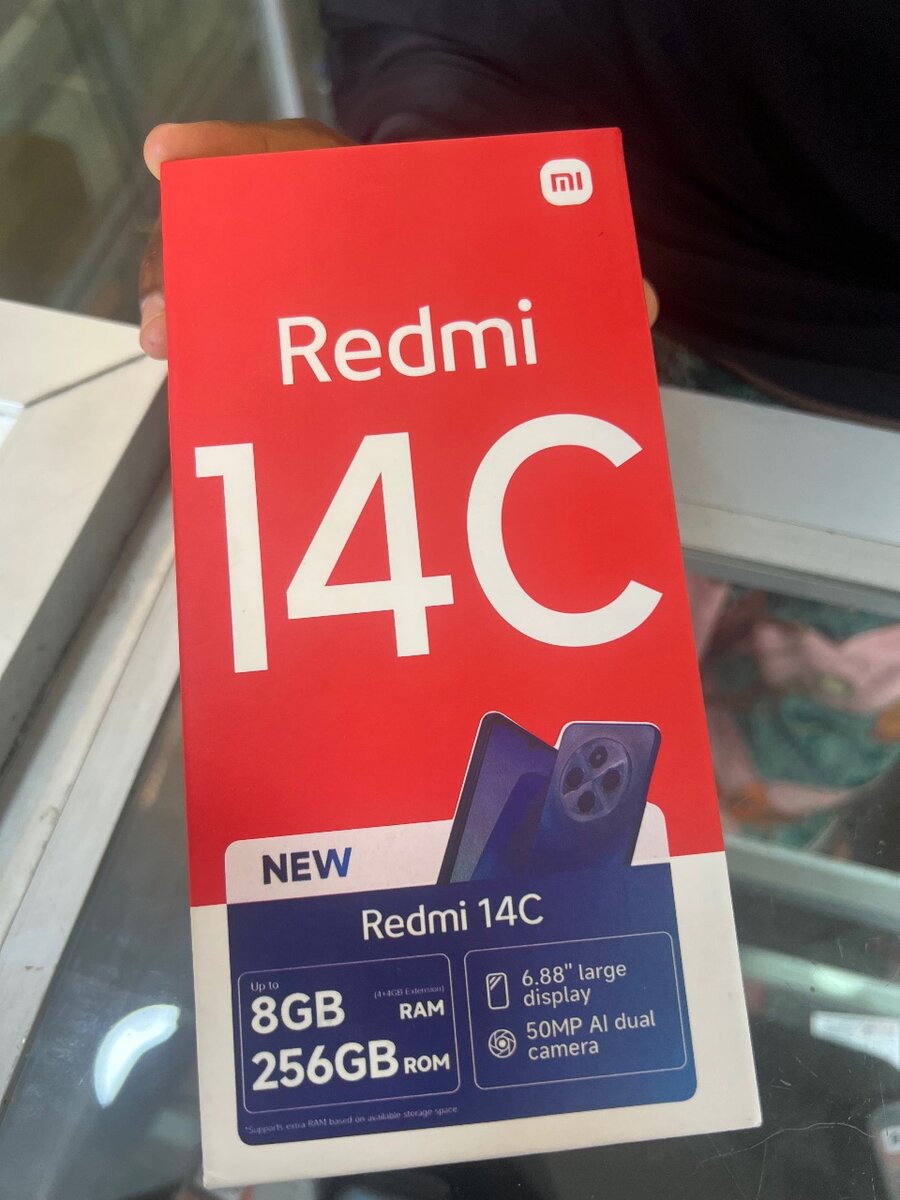 mi
Redmi
14C
NEW
Redmi 14C
Up to
8GB (4+4GB Extension) RAM
256GB ROM
6.88" large
display
50MP AI dual
camera
*Supports extra RAM based on available storage space